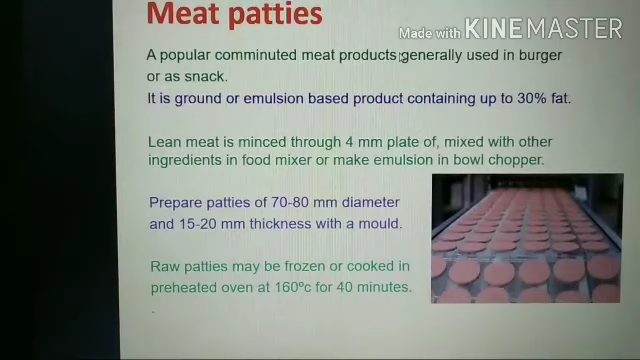 Meat patties
Made with KINEMASTER
A popular comminuted meat products;generally used in burger
or as snack.
It is ground or emulsion based product containing up to 30% fat.
Lean meat is minced through 4 mm plate of, mixed with other
ingredients in food mixer or make emulsion in bowl chopper.
Prepare patties of 70-80 mm diameter
and 15-20 mm thickness with a mould.
Raw patties may be frozen or cooked in
preheated oven at 160ºc for 40 minutes.
.